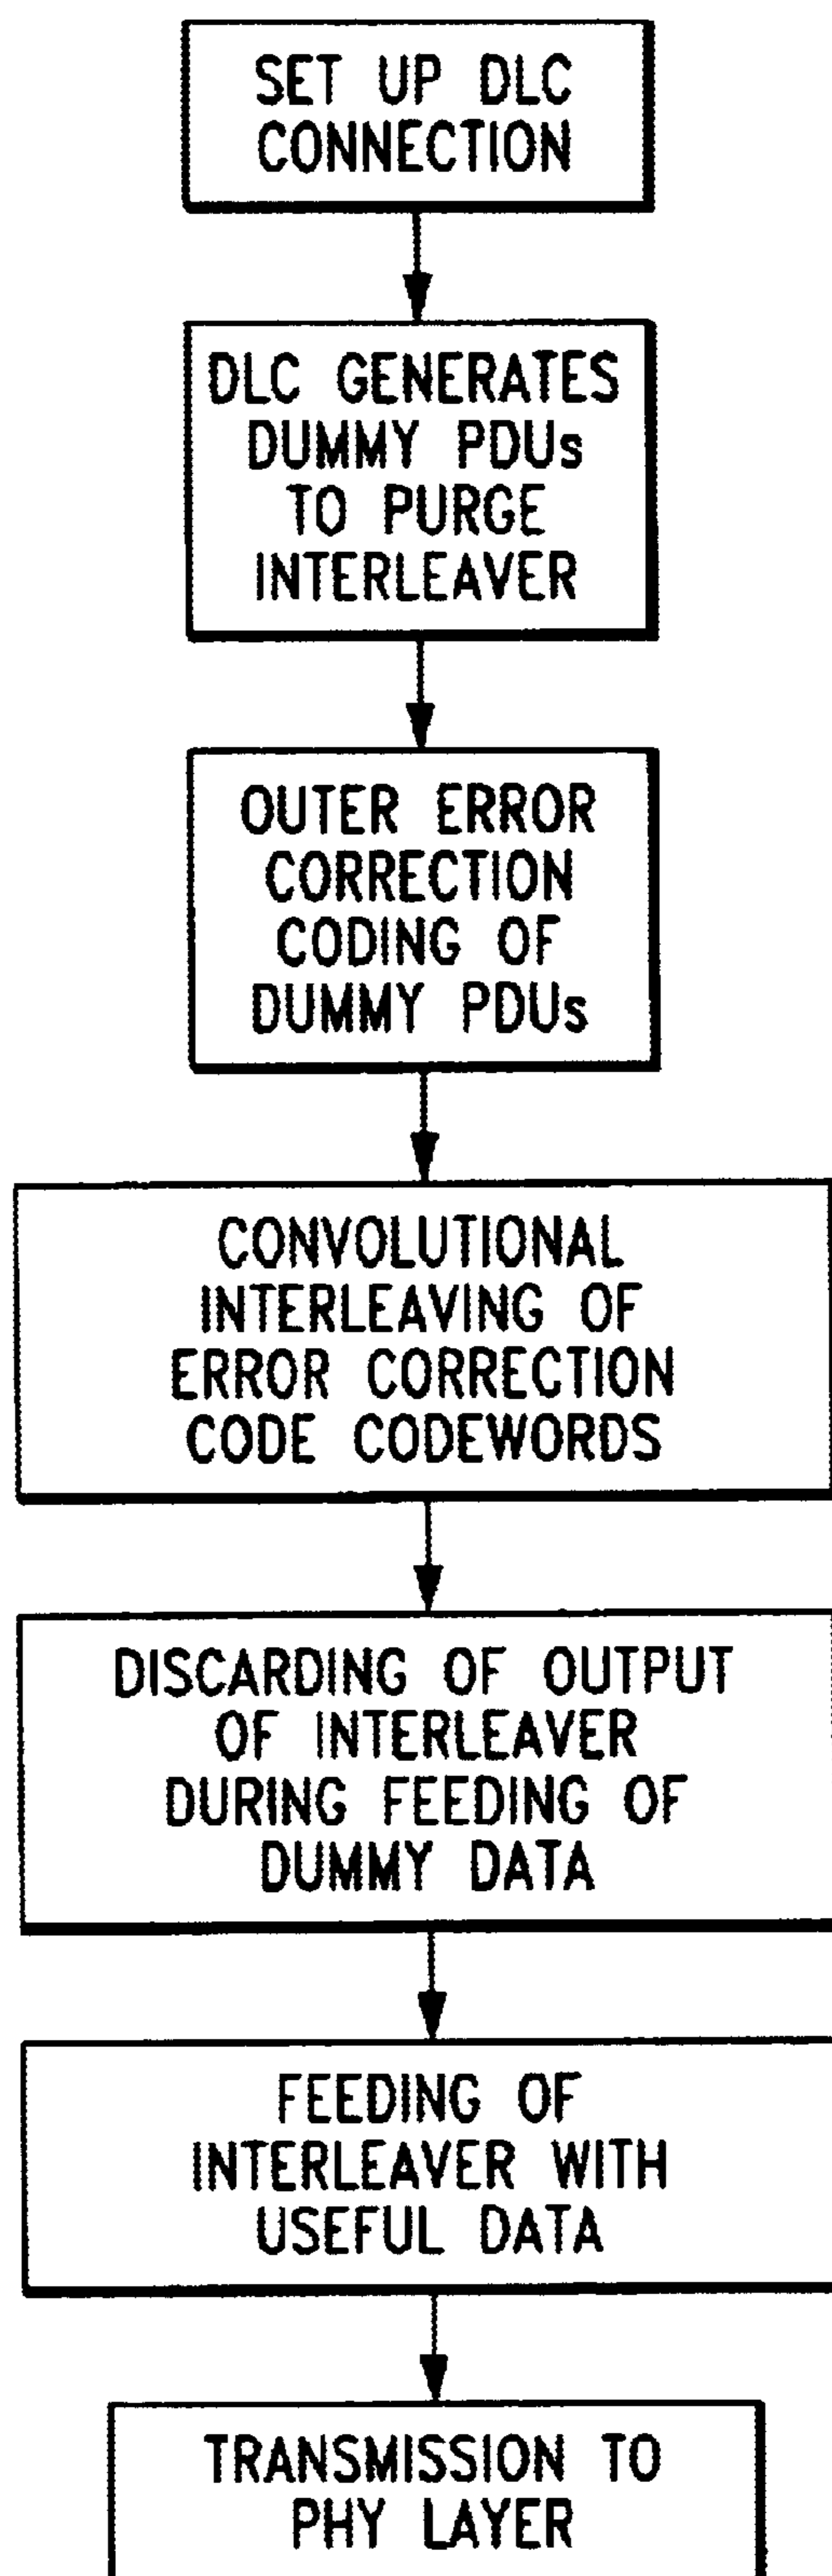 SET UP DLC
CONNECTION
DLC GENERATES
DUMMY PDUs
TO PURGE
INTERLEAVER
OUTER ERROR
CORRECTION
CODING OF
DUMMY PDUs
CONVOLUTIONAL
INTERLEAVING OF
ERROR CORRECTION
CODE CODEWORDS
DISCARDING OF OUTPUT
OF INTERLEAVER
DURING FEEDING OF
DUMMY DATA
FEEDING OF
INTERLEAVER WITH
USEFUL DATA
TRANSMISSION TO
PHY LAYER